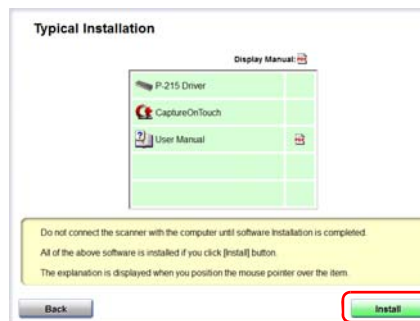 Typical Installation
Display Manual:
P-215 Driver
CaptureOnTouch
User Manual
Do not connect the scanner with the computer until software Installation is completed.
All of the above software is installed if you click [Install] button.
The explanation is displayed when you position the mouse pointer over the item.
Back
Install